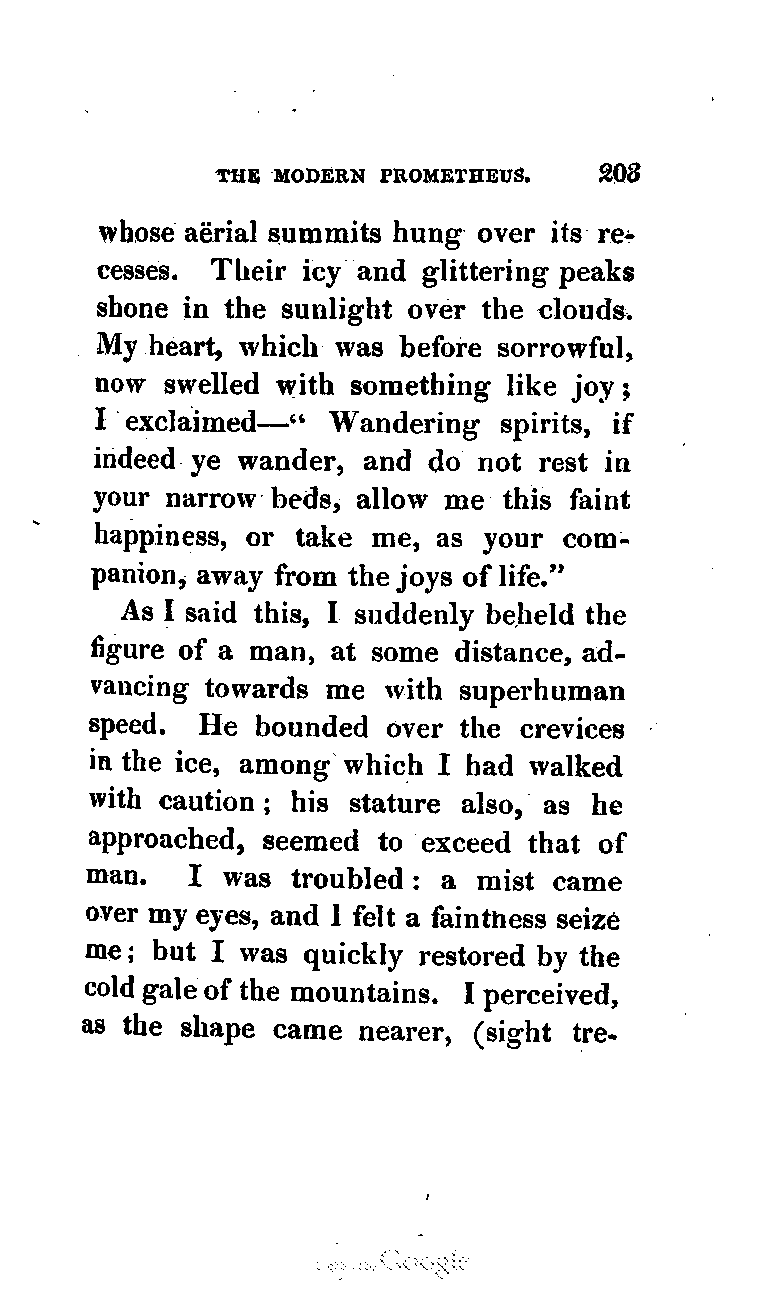 THE MODERN PROMETHEUS. 203
whose aërial summits hung over its re-
cesses. Their icy and glittering peaks
shone in the sunlight over the clouds.
My heart, which was before sorrowful,
now swelled with something like joy;
I exclaimed—“ Wandering spirits, if
indeed ye wander, and do not rest in
your narrow beds, allow me this faint
happiness, or take me, as your com-
panion, away from the joys of life.”
As I said this, I suddenly beheld the
figure of a man, at some distance, ad-
vancing towards me with superhuman
speed. He bounded over the crevices
in the ice, among which I had walked
with caution; his stature also, as he
approached, seemed to exceed that of
man. I was troubled: a mist came
over my eyes, and I felt a faintness seize
me; but I was quickly restored by the
cold gale of the mountains. I perceived,
as the shape came nearer, (sight tre-
Google